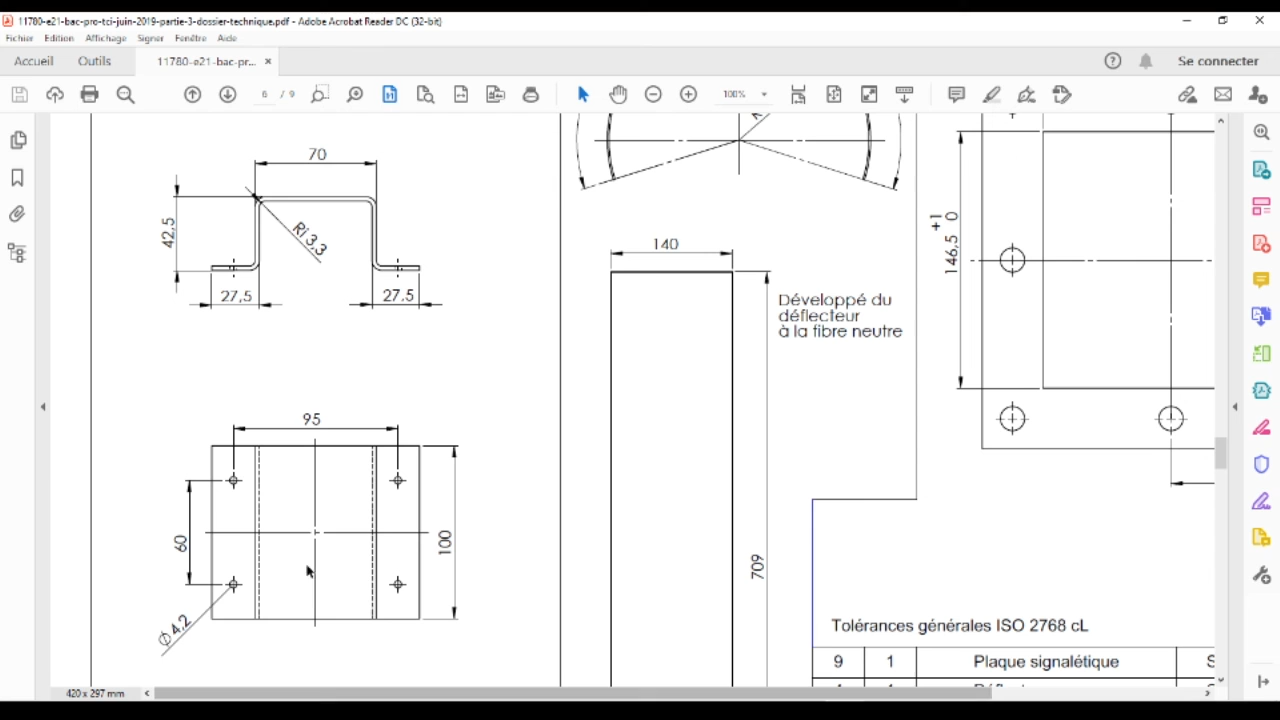 11780-e21-bac-pro-tci-juin-2019-partie-3-dossier-technique.pdf - Adobe Acrobat Reader DC (32-bit)
Fichier Edition Affichage Signer Fenêtre Aide
Accueil Outils 11780-e21-bac-pr... × Se connecter
6 / 9 100%
70
42,5
Ri 3,3
27,5
27,5
140
+1
146,5 0
Développé du
déflecteur
à la fibre neutre
95
60
100
709
Ø 4,2
Tolérances générales ISO 2768 cL
9 1 Plaque signalétique S
420 x 297 mm